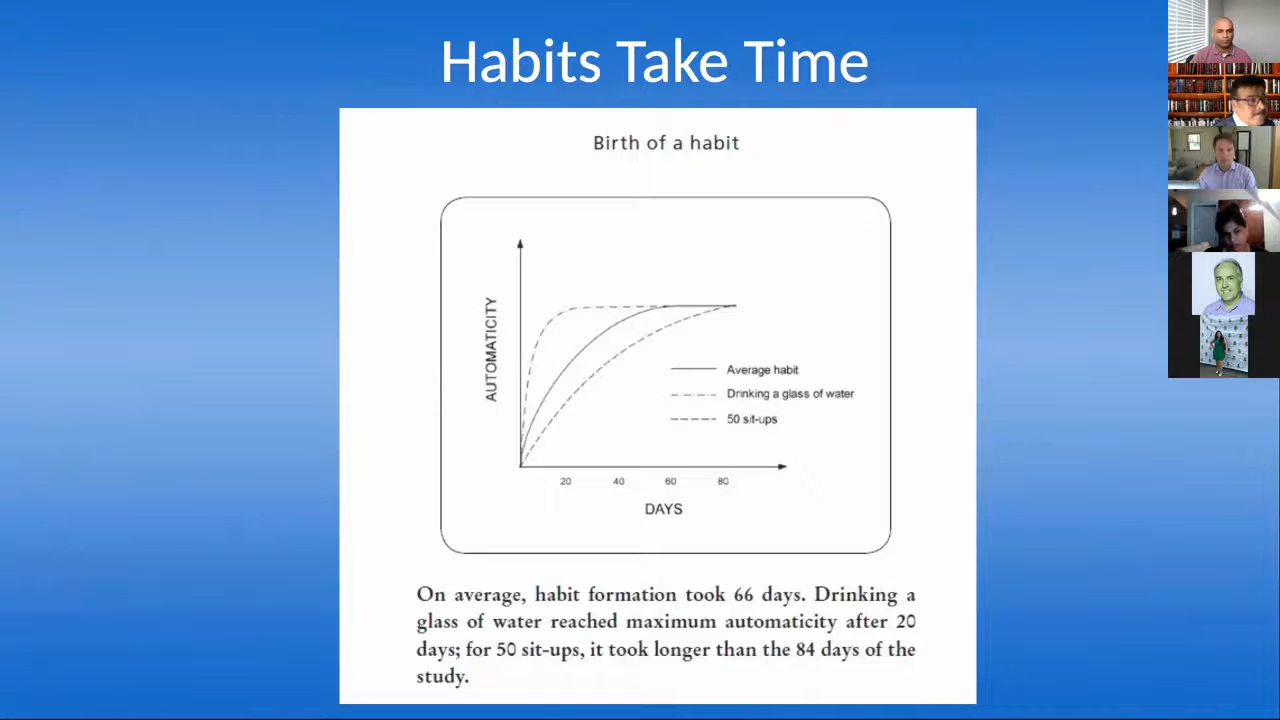 Habits Take Time
Birth of a habit
AUTOMATICITY
Average habit
Drinking a glass of water
50 sit-ups
20 40 60 80
DAYS
On average, habit formation took 66 days. Drinking a
glass of water reached maximum automaticity after 20
days; for 50 sit-ups, it took longer than the 84 days of the
study.